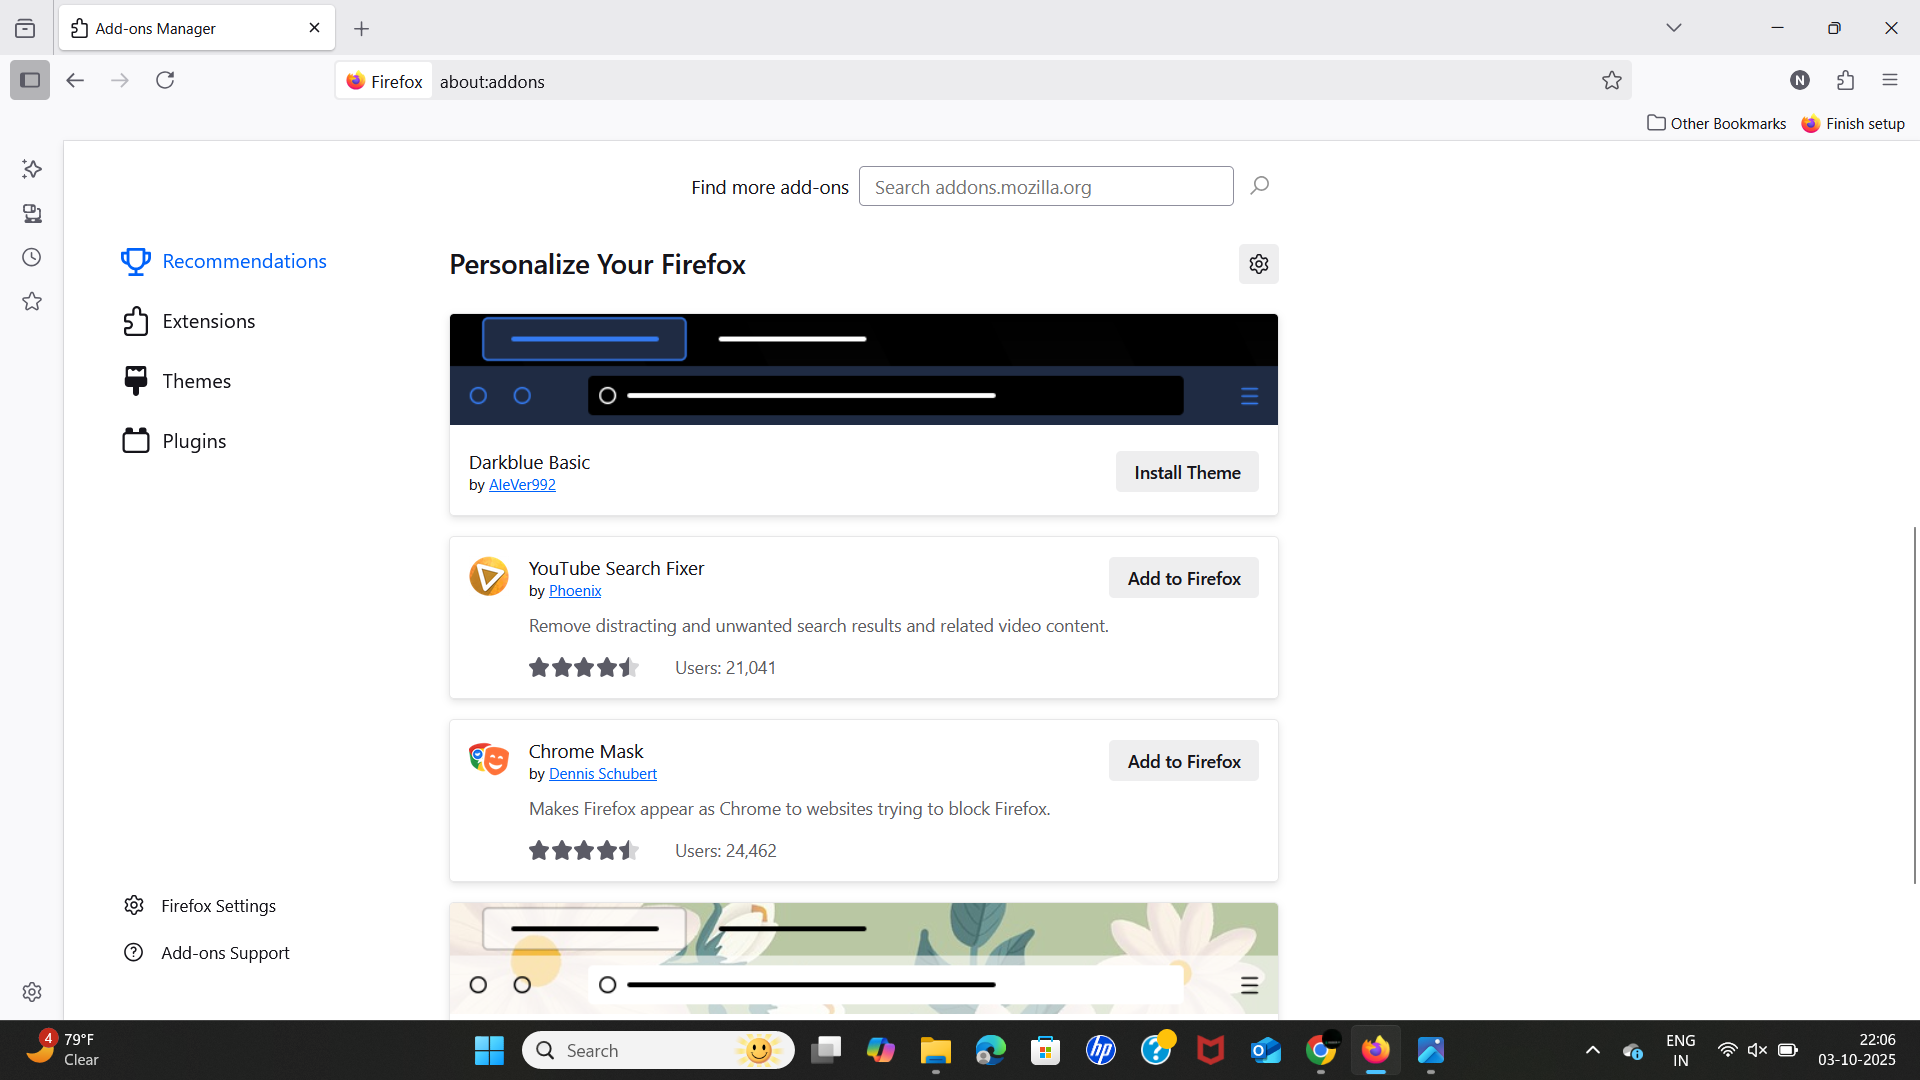 Add-ons Manager
Firefox about:addons
N
Other Bookmarks Finish setup
Find more add-ons Search addons.mozilla.org
Recommendations
Extensions
Themes
Plugins
Firefox Settings
Add-ons Support
Personalize Your Firefox
Darkblue Basic
by AleVer992
Install Theme
YouTube Search Fixer
by Phoenix
Add to Firefox
Remove distracting and unwanted search results and related video content.
Users: 21,041
Chrome Mask
by Dennis Schubert
Add to Firefox
Makes Firefox appear as Chrome to websites trying to block Firefox.
Users: 24,462
4
79°F
Clear
Search
hp
ENG
IN
22:06
03-10-2025